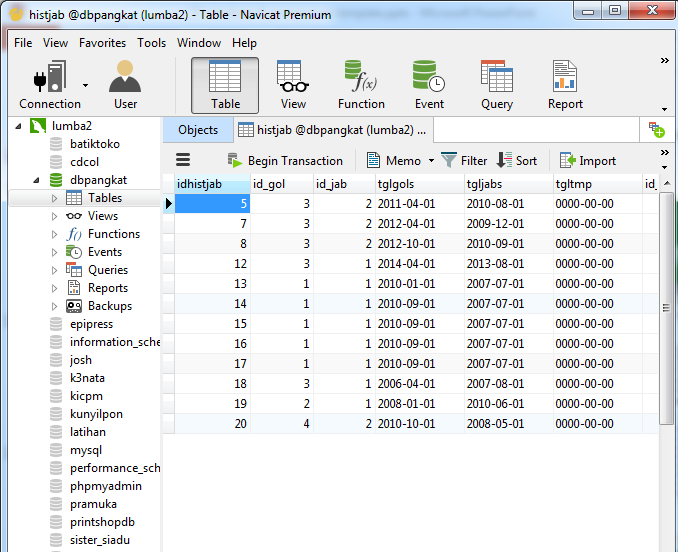 histjab @dbpangkat (lumba2) - Table - Navicat Premium
File View Favorites Tools Window Help
Connection User Table View Function Event Query Report
lumba2
batiktoko
cdcol
dbpangkat
Tables
Views
Functions
Events
Queries
Reports
Backups
epipress
information_sche
josh
k3nata
kicpm
kunyilpon
latihan
mysql
performance_sch
phpmyadmin
pramuka
printshopdb
sister_siadu
Objects histjab @dbpangkat (lumba2) ...
Begin Transaction Memo Filter Sort Import
idhistjab id_gol id_jab tglgols tgljabs tgltmp id_
5 3 2 2011-04-01 2010-08-01 0000-00-00
7 3 2 2012-04-01 2009-12-01 0000-00-00
8 3 2 2012-10-01 2010-09-01 0000-00-00
12 3 1 2014-04-01 2013-08-01 0000-00-00
13 1 1 2010-01-01 2007-07-01 0000-00-00
14 1 1 2010-09-01 2007-07-01 0000-00-00
15 1 1 2010-09-01 2007-07-01 0000-00-00
16 1 1 2010-09-01 2007-07-01 0000-00-00
17 1 1 2010-09-01 2007-07-01 0000-00-00
18 3 1 2006-04-01 2007-08-01 0000-00-00
19 2 1 2008-01-01 2010-06-01 0000-00-00
20 4 2 2010-10-01 2008-05-01 0000-00-00